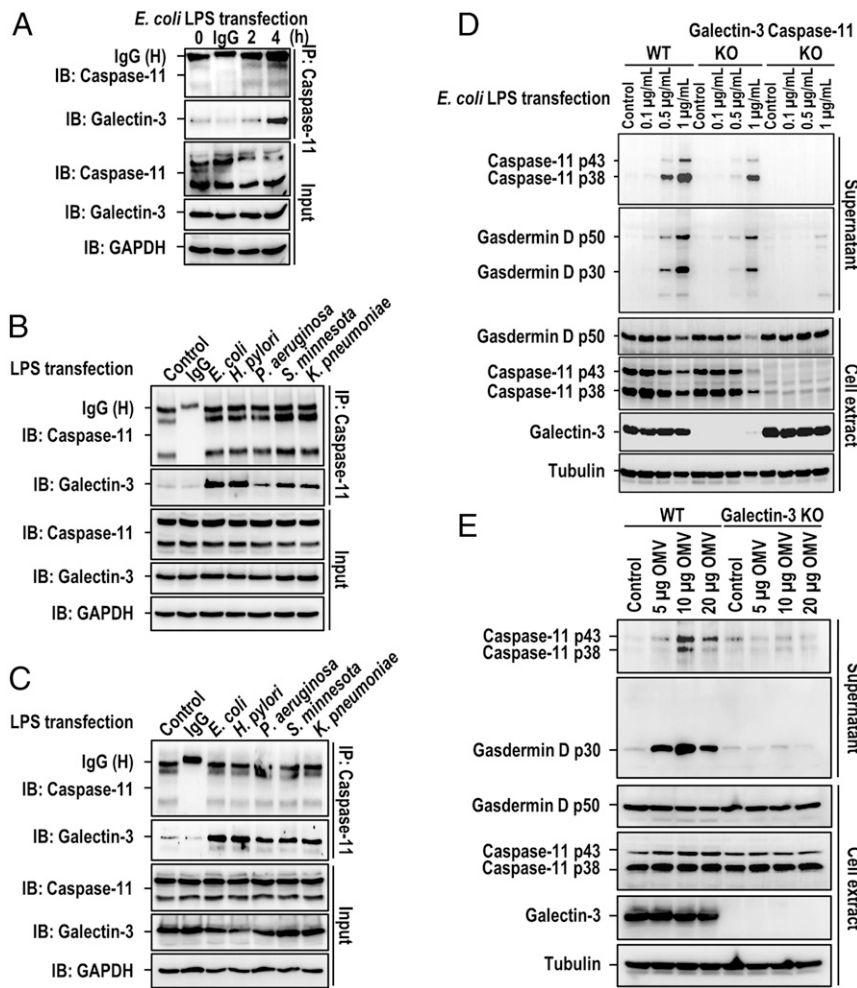 A
E. coli LPS transfection
0 IgG 2 4 (h)
IgG (H)
IB: Caspase-11
IB: Galectin-3
IP: Caspase-11
IB: Caspase-11
IB: Galectin-3
IB: GAPDH
Input
B
LPS transfection
Control
IgG
E. coli
H. pylori
P. aeruginosa
S. minnesota
K. pneumoniae
IgG (H)
IB: Caspase-11
IB: Galectin-3
IP: Caspase-11
IB: Caspase-11
IB: Galectin-3
IB: GAPDH
Input
C
LPS transfection
Control
IgG
E. coli
H. pylori
P. aeruginosa
S. minnesota
K. pneumoniae
IgG (H)
IB: Caspase-11
IB: Galectin-3
IP: Caspase-11
IB: Caspase-11
IB: Galectin-3
IB: GAPDH
Input
D
Galectin-3 Caspase-11
WT KO KO
E. coli LPS transfection
Control
0.1 µg/mL
0.5 µg/mL
1 µg/mL
Control
0.1 µg/mL
0.5 µg/mL
1 µg/mL
Control
0.1 µg/mL
0.5 µg/mL
1 µg/mL
Caspase-11 p43
Caspase-11 p38
Gasdermin D p50
Gasdermin D p30
Supernatant
Gasdermin D p50
Caspase-11 p43
Caspase-11 p38
Galectin-3
Tubulin
Cell extract
E
WT Galectin-3 KO
Control
5 µg OMV
10 µg OMV
20 µg OMV
Control
5 µg OMV
10 µg OMV
20 µg OMV
Caspase-11 p43
Caspase-11 p38
Gasdermin D p30
Supernatant
Gasdermin D p50
Caspase-11 p43
Caspase-11 p38
Galectin-3
Tubulin
Cell extract